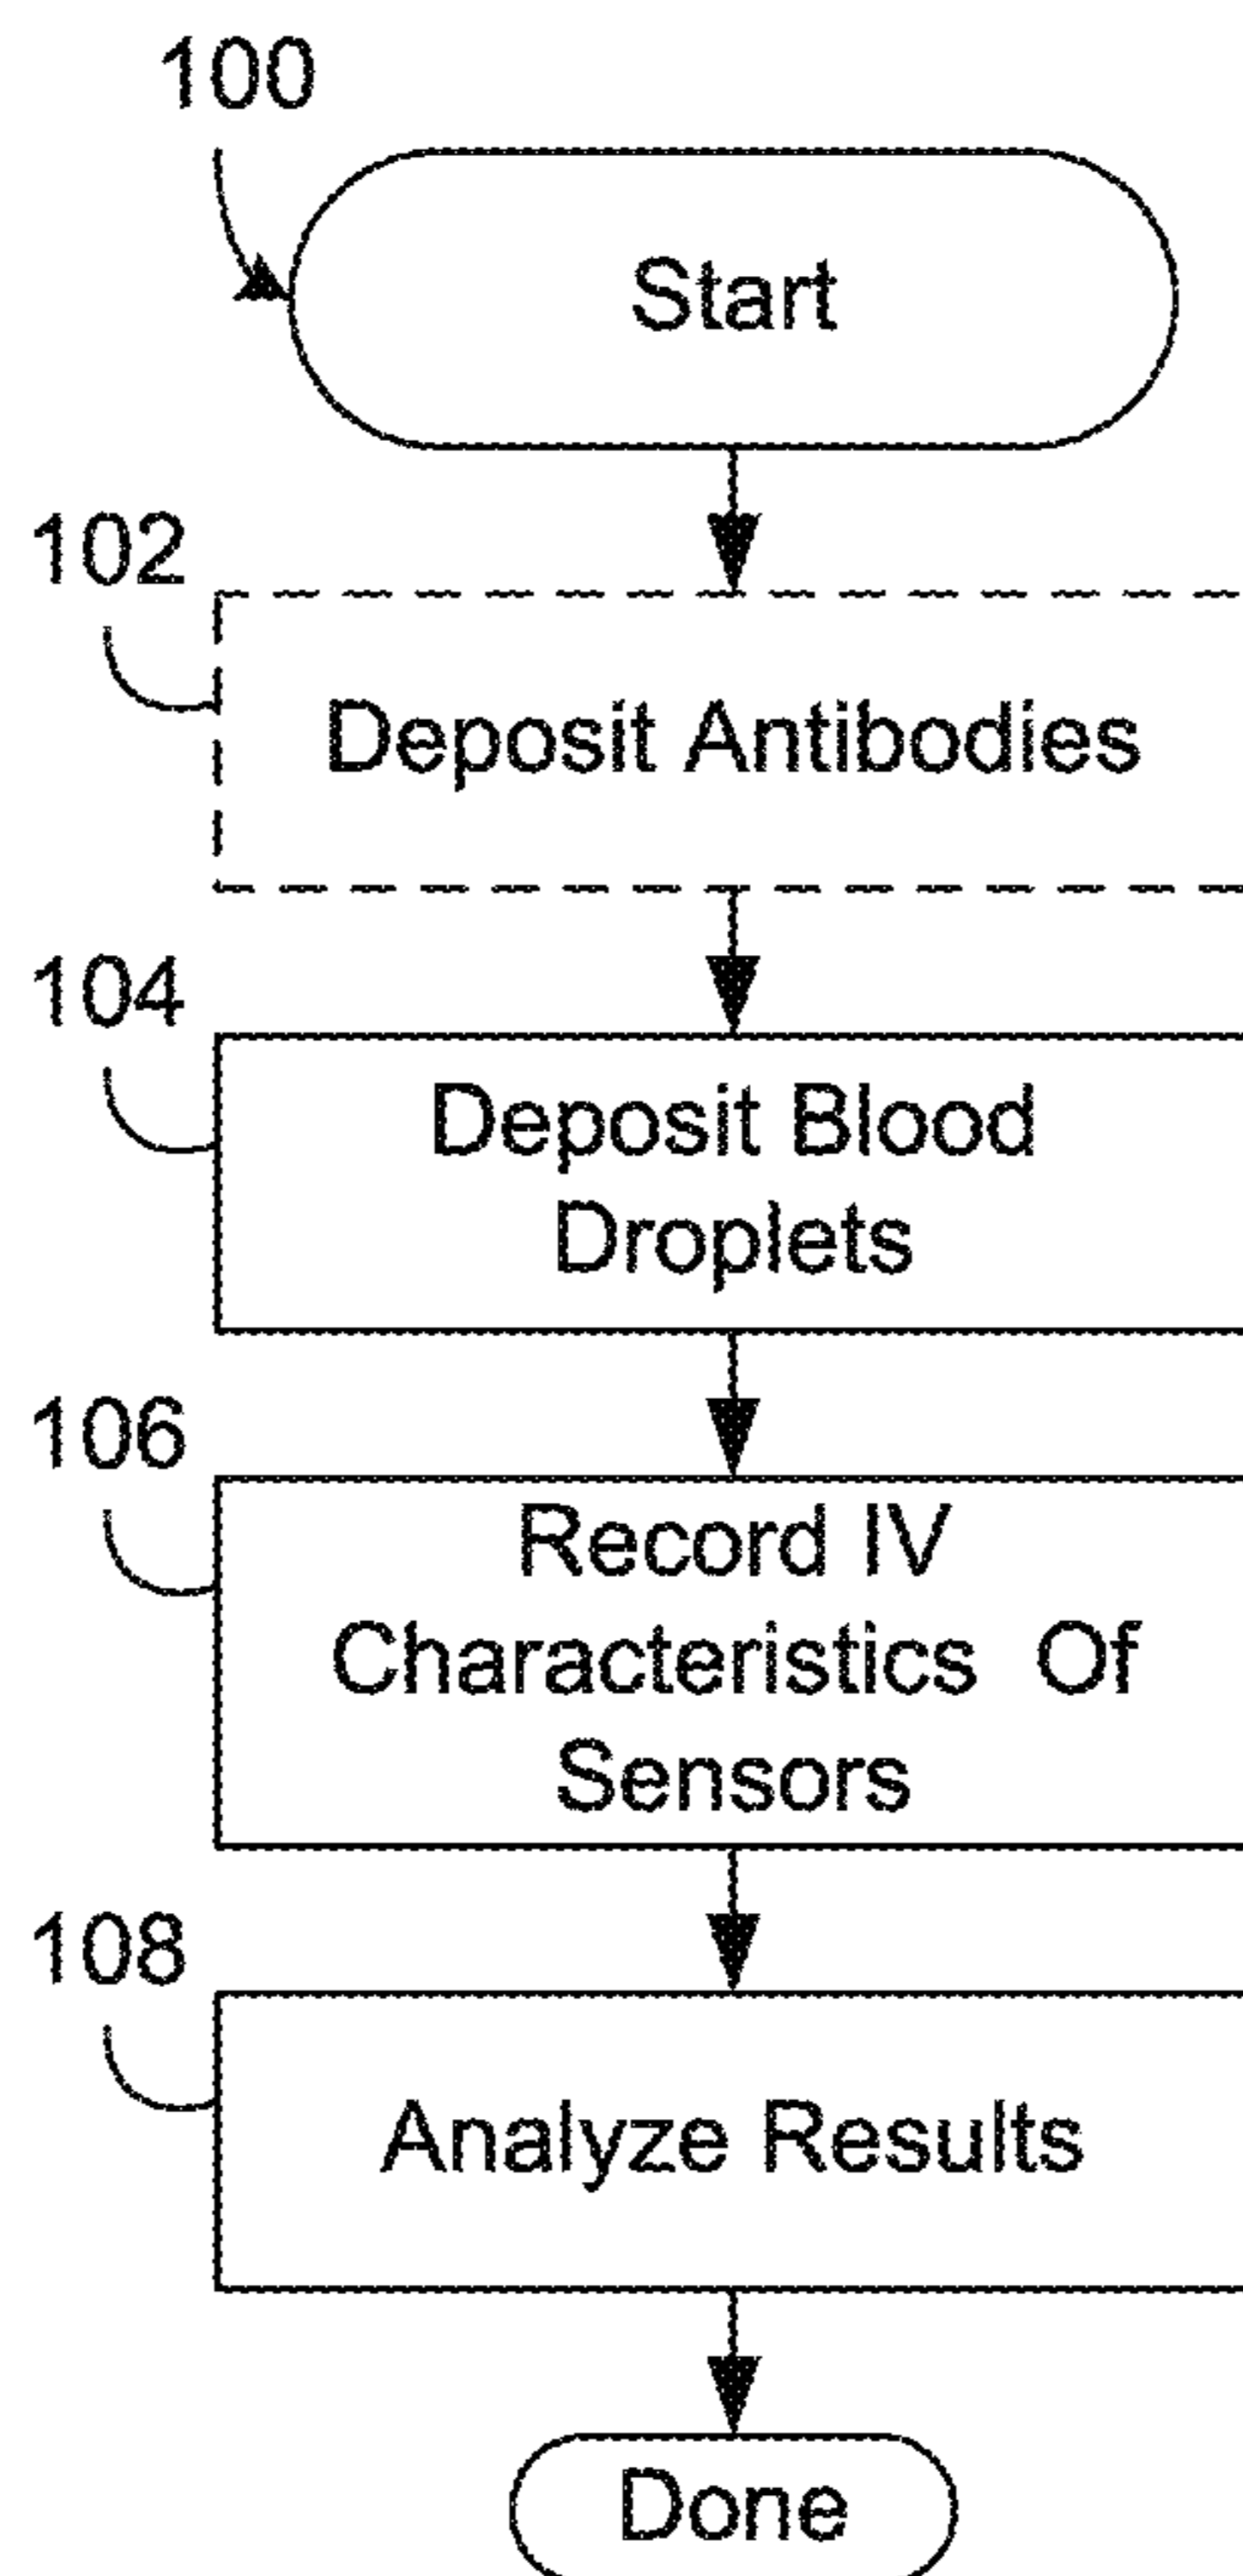 100
Start
102
Deposit Antibodies
104
Deposit Blood
Droplets
106
Record IV
Characteristics Of
Sensors
108
Analyze Results
Done